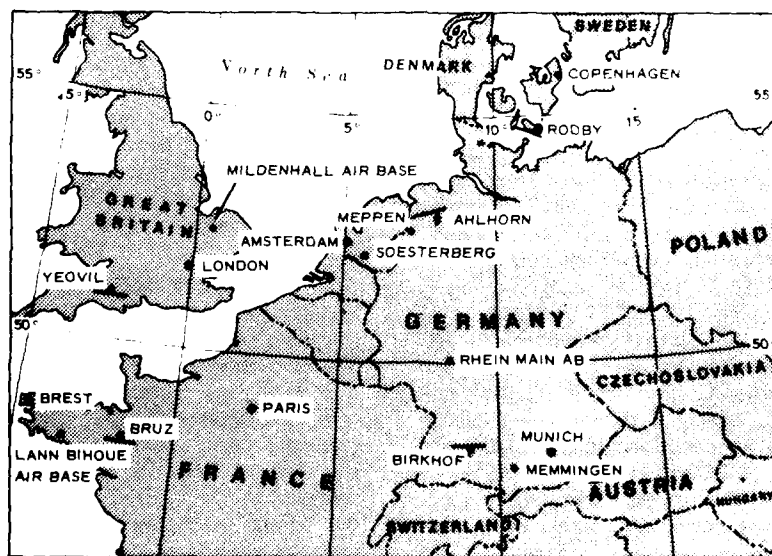 SWEDEN
North Sea
DENMARK
COPENHAGEN
55°
5°
55
0°
5°
10°
15
RODBY
MILDENHALL AIR BASE
GREAT
BRITAIN
MEPPEN
AHLHORN
AMSTERDAM
SOESTERBERG
POLAND
LONDON
YEOVIL
50°
GERMANY
50°
RHEIN MAIN AB
CZECHOSLOVAKIA
BREST
PARIS
BRUZ
LANN BIHOUE
AIR BASE
FRANCE
BIRKHOF
MUNICH
MEMMINGEN
AUSTRIA
HUNGARY
SWITZERLAND